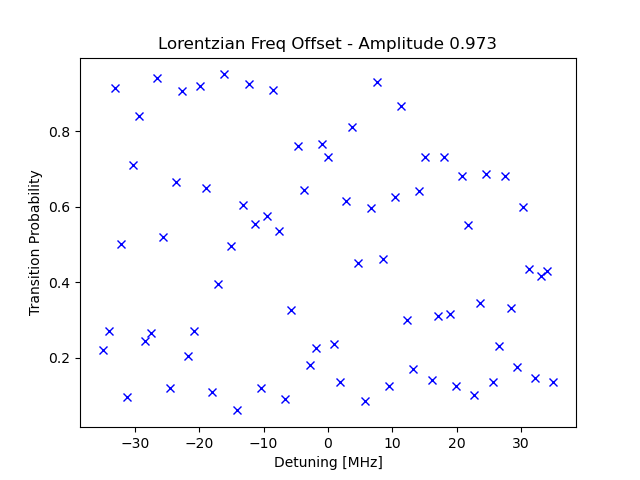 Lorentzian Freq Offset - Amplitude 0.973
Transition Probability
0.8
0.6
0.4
0.2
−30 −20 −10 0 10 20 30
Detuning [MHz]